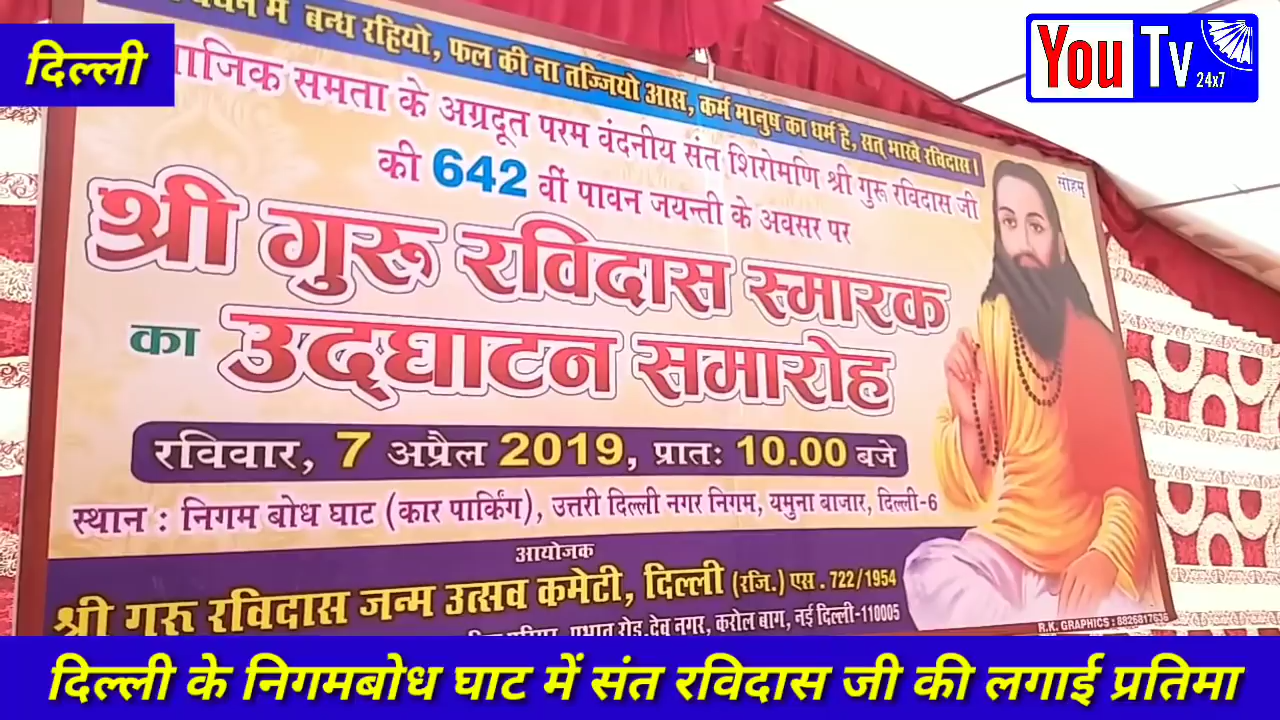 दिल्ली
You Tv 24x7
में बन्ध रहियो, फल की ना तज्जियो आस, कर्म मानुष का धर्म है, सत् भाखै रविदास।
समता के अग्रदूत परम वंदनीय संत शिरोमणि श्री गुरू रविदास जी
सोहम्
की 642 वीं पावन जयन्ती के अवसर पर
श्री गुरू रविदास स्मारक
का उद्घाटन समारोह
रविवार, 7 अप्रैल 2019, प्रातः 10.00 बजे
स्थान : निगम बोध घाट (कार पार्किंग), उत्तरी दिल्ली नगर निगम, यमुना बाजार, दिल्ली-6
आयोजक
श्री गुरू रविदास जन्म उत्सव कमेटी, दिल्ली (रजि.) एस . 722/1954
प्रभात रोड, देव नगर, करोल बाग, नई दिल्ली-110005
R.K. GRAPHICS : 8826817636
दिल्ली के निगमबोध घाट में संत रविदास जी की लगाई प्रतिमा